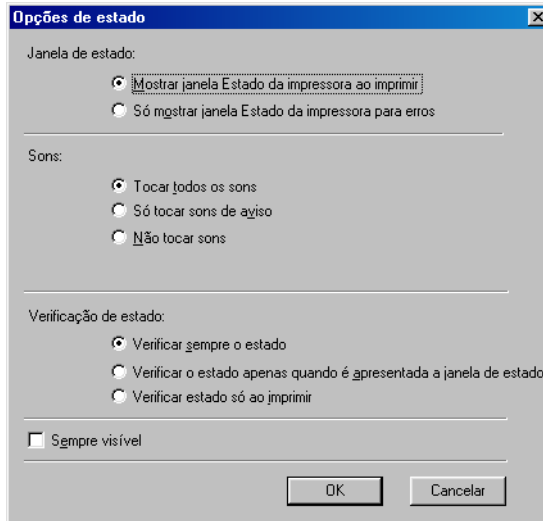 Opções de estado
Janela de estado:
Mostrar janela Estado da impressora ao imprimir
Só mostrar janela Estado da impressora para erros
Sons:
Tocar todos os sons
Só tocar sons de aviso
Não tocar sons
Verificação de estado:
Verificar sempre o estado
Verificar o estado apenas quando é apresentada a janela de estado
Verificar estado só ao imprimir
Sempre visível
OK Cancelar